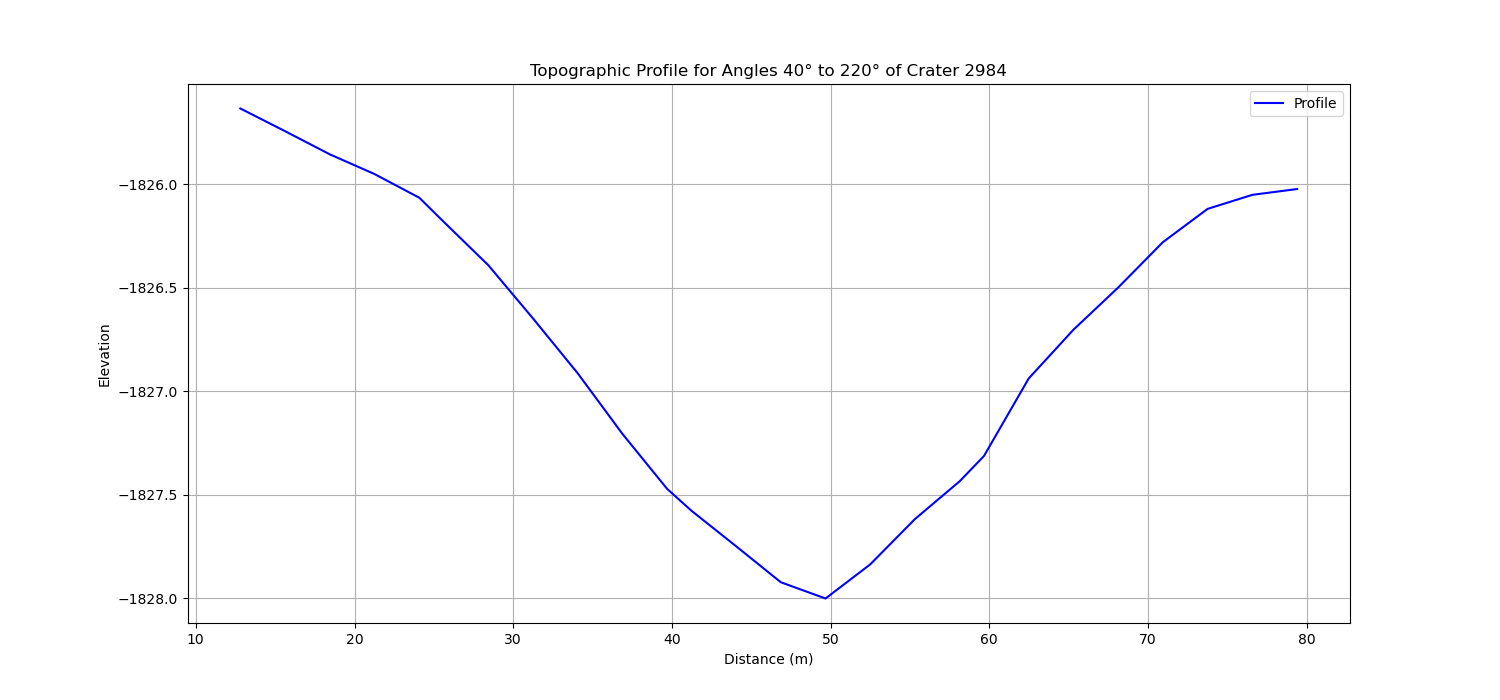 Topographic Profile for Angles 40° to 220° of Crater 2984
Profile
Elevation
−1826.0
−1826.5
−1827.0
−1827.5
−1828.0
10 20 30 40 50 60 70 80
Distance (m)